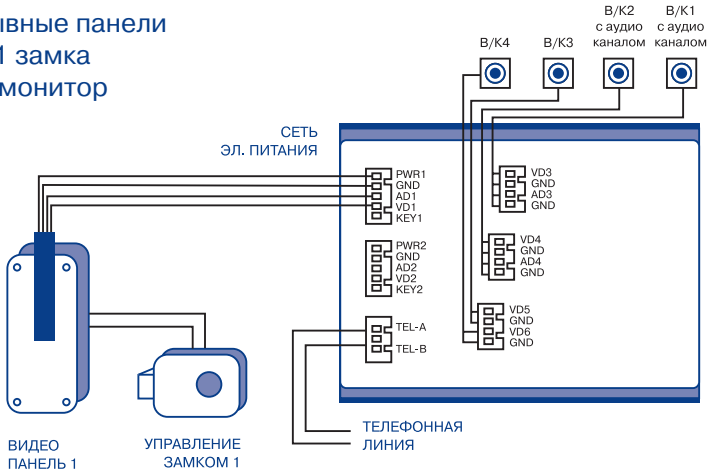 ывные панели
1 замка
монитор
В/К4
В/К3
В/К2
с аудио
каналом
В/К1
с аудио
каналом
СЕТЬ
ЭЛ. ПИТАНИЯ
PWR1
GND
AD1
VD1
KEY1
PWR2
GND
AD2
VD2
KEY2
TEL-A
TEL-B
VD3
GND
AD3
GND
VD4
GND
AD4
GND
VD5
GND
VD6
GND
ТЕЛЕФОННАЯ
ЛИНИЯ
ВИДЕО
ПАНЕЛЬ 1
УПРАВЛЕНИЕ
ЗАМКОМ 1